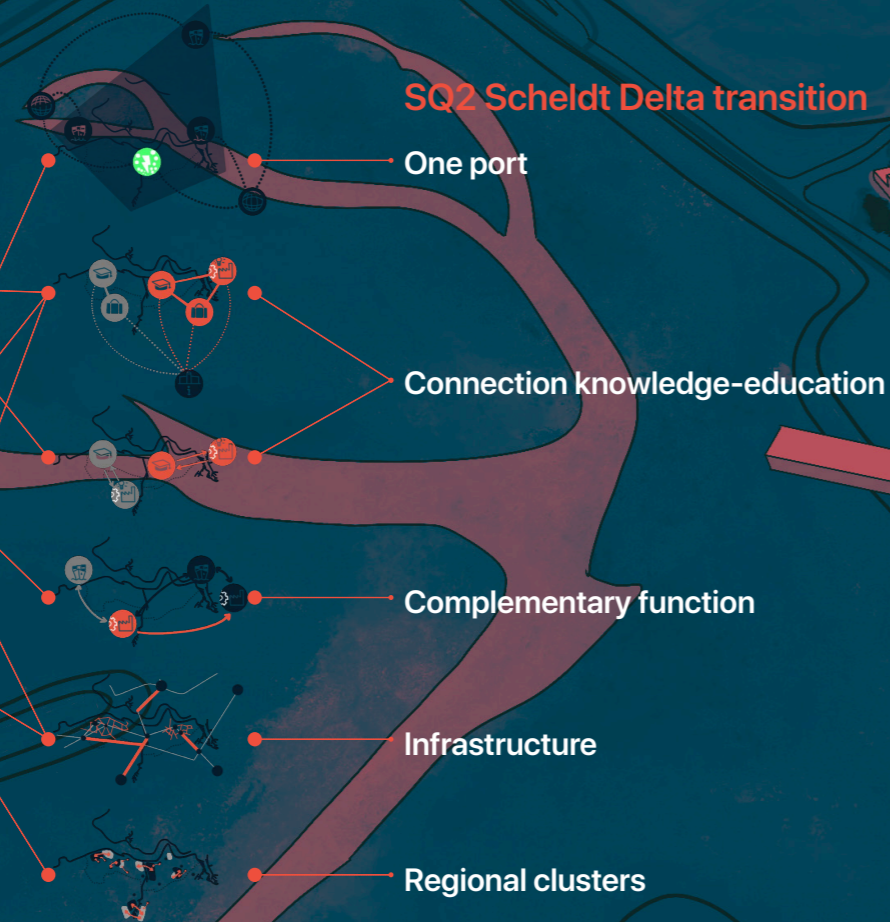 SQ2 Scheldt Delta transition
One port
Connection knowledge-education
Complementary function
Infrastructure
Regional clusters